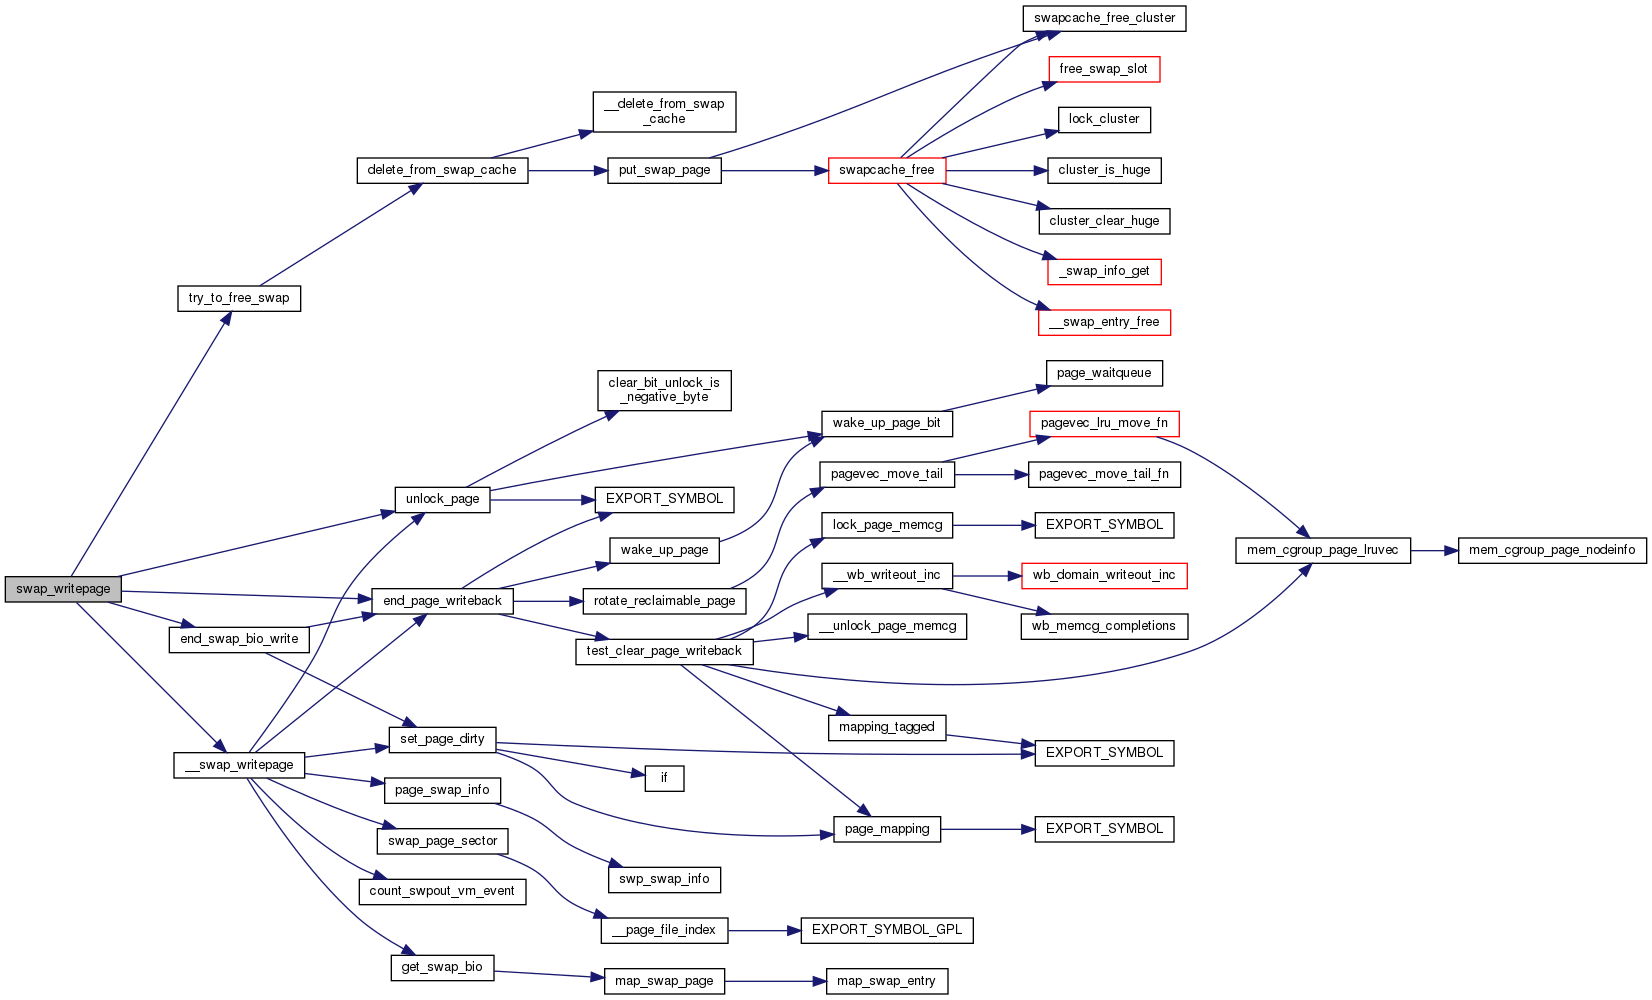 swapcache_free_cluster
free_swap_slot
__delete_from_swap
_cache
lock_cluster
delete_from_swap_cache
put_swap_page
swapcache_free
cluster_is_huge
cluster_clear_huge
_swap_info_get
try_to_free_swap
__swap_entry_free
page_waitqueue
clear_bit_unlock_is
_negative_byte
wake_up_page_bit
pagevec_lru_move_fn
pagevec_move_tail
pagevec_move_tail_fn
unlock_page
EXPORT_SYMBOL
lock_page_memcg
EXPORT_SYMBOL
wake_up_page
mem_cgroup_page_lruvec
mem_cgroup_page_nodeinfo
swap_writepage
__wb_writeout_inc
wb_domain_writeout_inc
end_page_writeback
rotate_reclaimable_page
end_swap_bio_write
__unlock_page_memcg
wb_memcg_completions
test_clear_page_writeback
mapping_tagged
set_page_dirty
EXPORT_SYMBOL
__swap_writepage
if
page_swap_info
page_mapping
EXPORT_SYMBOL
swap_page_sector
swp_swap_info
count_swpout_vm_event
__page_file_index
EXPORT_SYMBOL_GPL
get_swap_bio
map_swap_page
map_swap_entry